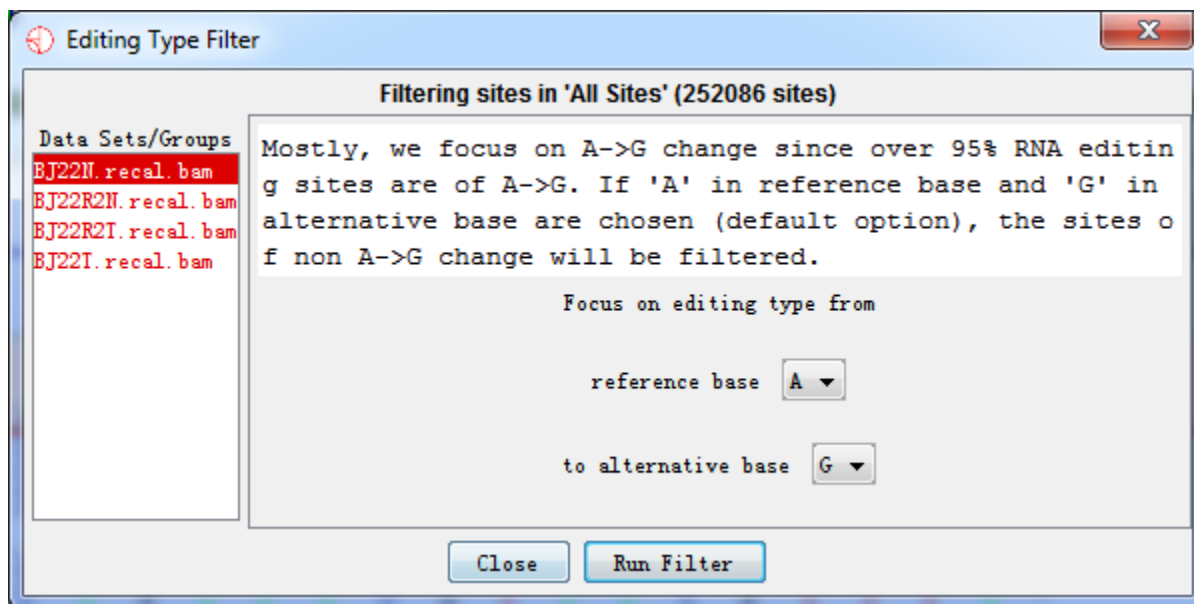 Editing Type Filter
Filtering sites in 'All Sites' (252086 sites)
Data Sets/Groups
BJ22N.recal.bam
BJ22R2N.recal.bam
BJ22R2T.recal.bam
BJ22T.recal.bam
Mostly, we focus on A->G change since over 95% RNA editin
g sites are of A->G. If 'A' in reference base and 'G' in
alternative base are chosen (default option), the sites o
f non A->G change will be filtered.
Focus on editing type from
reference base A
to alternative base G
Close Run Filter